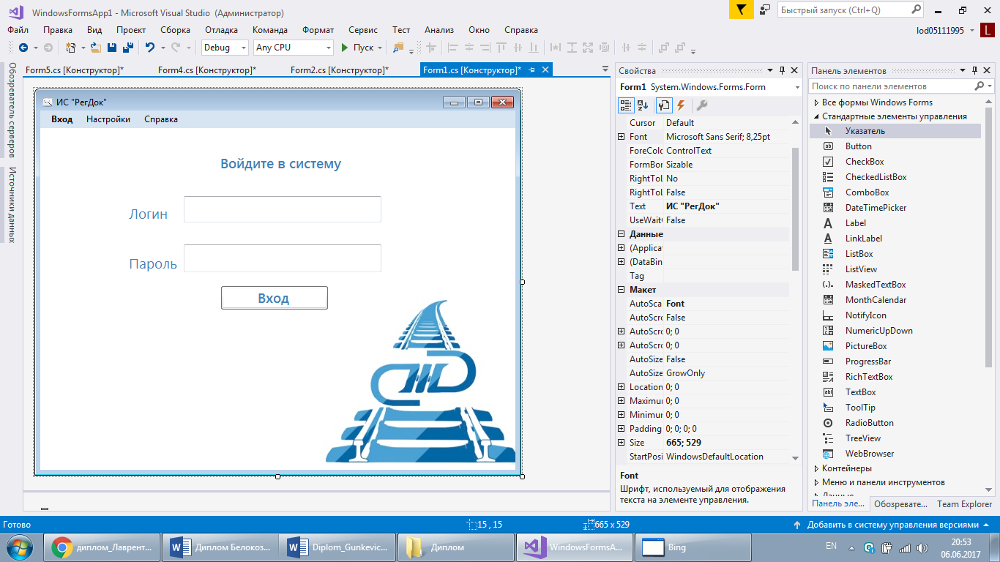 WindowsFormsApp1 - Microsoft Visual Studio (Администратор)
Быстрый запуск (Ctrl+Q)
Файл Правка Вид Проект Сборка Отладка Команда Формат Сервис Тест Анализ Окно Справка
lod05111995
L
Debug Any CPU Пуск
Обозреватель серверов
Источники данных
Form5.cs [Конструктор]* Form4.cs [Конструктор]* Form2.cs [Конструктор]* Form1.cs [Конструктор]*
ИС "РегДок"
Вход Настройки Справка
Войдите в систему
Логин
Пароль
Вход
Свойства
Form1 System.Windows.Forms.Form
Cursor Default
Font Microsoft Sans Serif; 8,25pt
ForeColo ControlText
FormBor Sizable
RightToL No
RightToL False
Text ИС "РегДок"
UseWaitC False
Данные
(Applicat
(DataBin
Tag
Макет
AutoScal Font
AutoScro False
AutoScro 0; 0
AutoScro 0; 0
AutoSize False
AutoSize GrowOnly
Location 0; 0
Maximur 0; 0
Minimur 0; 0
Padding 0; 0; 0; 0
Size 665; 529
StartPosi WindowsDefaultLocation
Font
Шрифт, используемый для отображения
текста на элементе управления.
Панель элементов
Поиск по панели элементов
Все формы Windows Forms
Стандартные элементы управления
Указатель
Button
CheckBox
CheckedListBox
ComboBox
DateTimePicker
Label
LinkLabel
ListBox
ListView
MaskedTextBox
MonthCalendar
NotifyIcon
NumericUpDown
PictureBox
ProgressBar
RichTextBox
TextBox
ToolTip
RadioButton
TreeView
WebBrowser
Контейнеры
Меню и панели инструментов
Панель эле... Обозревате... Team Explorer
Готово 15 , 15 665 x 529 Добавить в систему управления версиями
диплом_Лаврент... Диплом Белокоз... Diplom_Gunkevic... Диплом WindowsFormsA... Bing
EN
20:53
06.06.2017